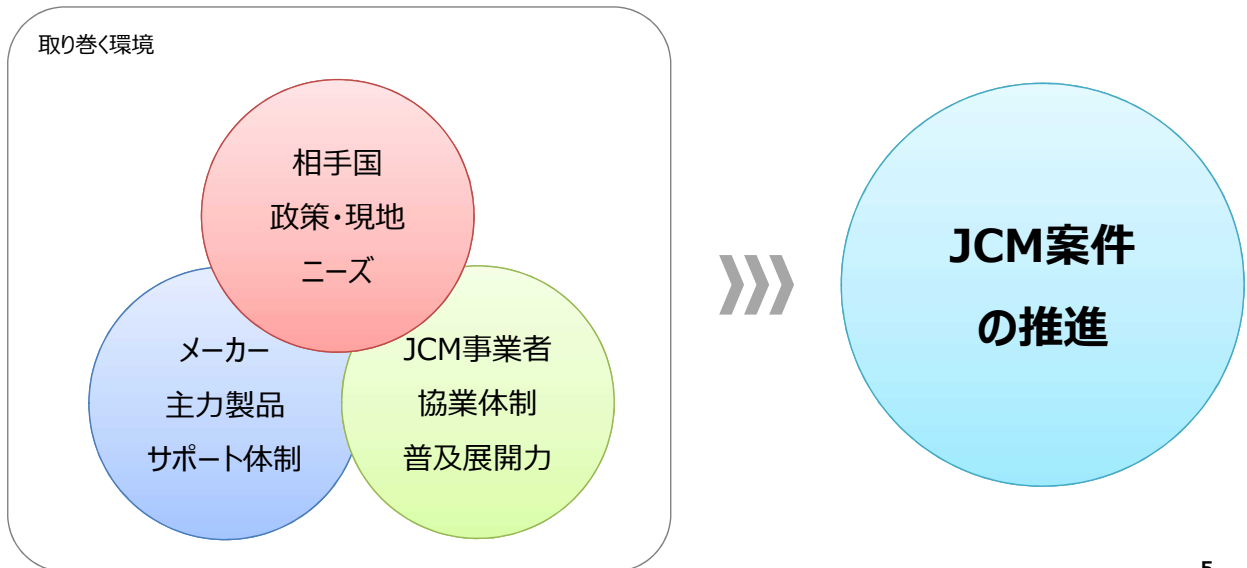 取り巻く環境
相手国
政策・現地
ニーズ
メーカー
主力製品
サポート体制
JCM事業者
協業体制
普及展開力
JCM案件
の推進
5